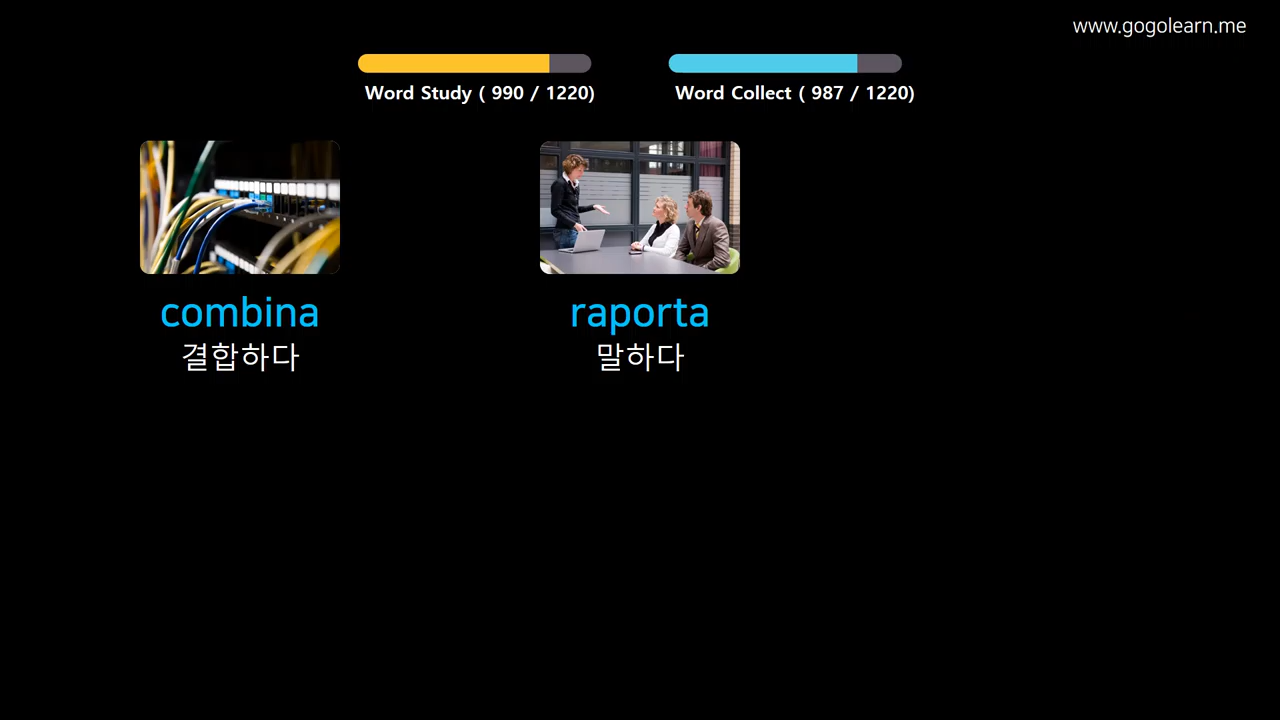 www.gogolearn.me
Word Study ( 990 / 1220)
Word Collect ( 987 / 1220)
combina
결합하다
raporta
말하다